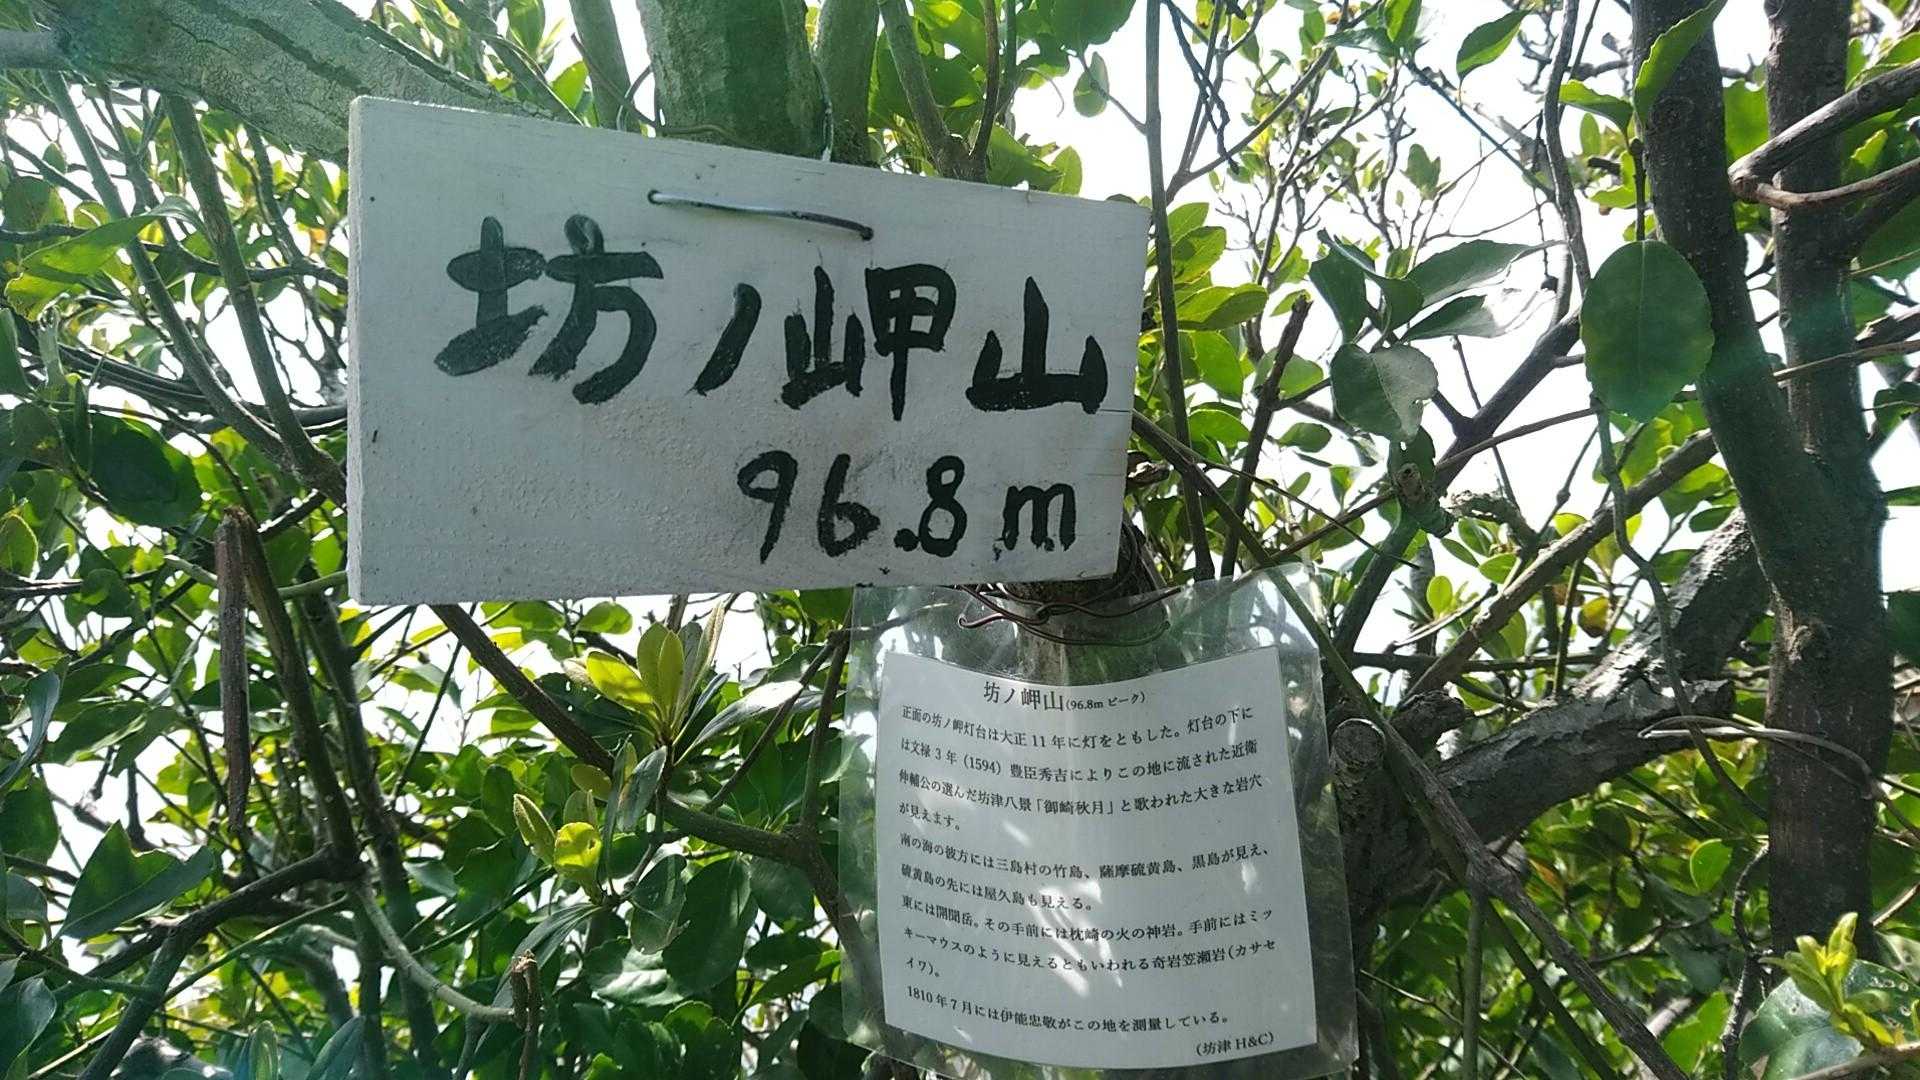 坊ノ岬山
96.8m
坊ノ岬山(96.8m ピーク)
正面の坊ノ岬灯台は大正 11 年に灯をともした。灯台の下に
は文禄 3 年（1594）豊臣秀吉によりこの地に流された近衛
伸輔公の選んだ坊津八景「御崎秋月」と歌われた大きな岩穴
が見えます。
南の海の彼方には三島村の竹島、薩摩硫黄島、黒島が見え、
硫黄島の先には屋久島も見える。
東には開聞岳。その手前には枕崎の火の神岩。手前にはミッ
キーマウスのように見えるともいわれる奇岩笠瀬岩(カサセ
イワ)。
1810 年 7 月には伊能忠敬がこの地を測量している。
（坊津 H&C）